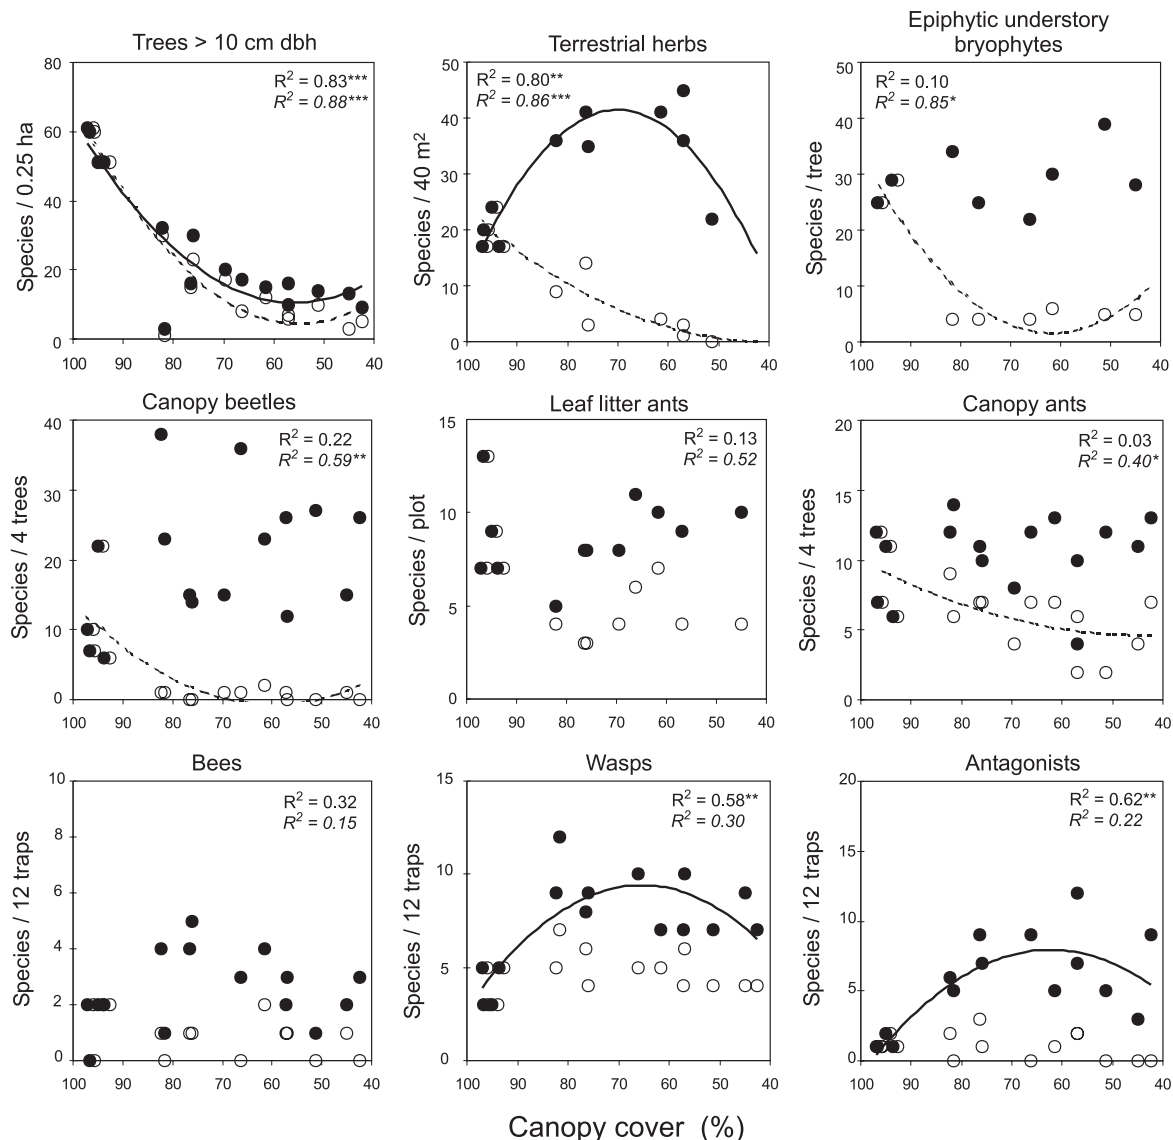 Trees > 10 cm dbh
Species / 0.25 ha
80
60
40
20
0
R² = 0.83***
R² = 0.88***
100 90 80 70 60 50 40
Terrestrial herbs
Species / 40 m²
50
40
30
20
10
0
R² = 0.80**
R² = 0.86***
100 90 80 70 60 50 40
Epiphytic understory
bryophytes
Species / tree
50
40
30
20
10
0
R² = 0.10
R² = 0.85*
100 90 80 70 60 50 40
Canopy beetles
Species / 4 trees
40
30
20
10
0
R² = 0.22
R² = 0.59**
100 90 80 70 60 50 40
Leaf litter ants
Species / plot
15
10
5
0
R² = 0.13
R² = 0.52
100 90 80 70 60 50 40
Canopy ants
Species / 4 trees
20
15
10
5
0
R² = 0.03
R² = 0.40*
100 90 80 70 60 50 40
Bees
Species / 12 traps
10
8
6
4
2
0
R² = 0.32
R² = 0.15
100 90 80 70 60 50 40
Wasps
Species / 12 traps
15
10
5
0
R² = 0.58**
R² = 0.30
100 90 80 70 60 50 40
Antagonists
Species / 12 traps
20
15
10
5
0
R² = 0.62**
R² = 0.22
100 90 80 70 60 50 40
Canopy cover (%)